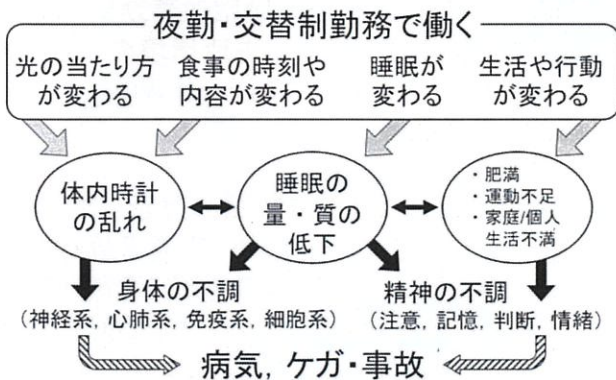 夜勤・交替制勤務で働く
光の当たり方
が変わる
食事の時刻や
内容が変わる
睡眠が
変わる
生活や行動
が変わる
体内時計
の乱れ
睡眠の
量・質の
低下
・肥満
・運動不足
・家庭/個人
生活不満
身体の不調
(神経系, 心肺系, 免疫系, 細胞系)
精神の不調
(注意, 記憶, 判断, 情緒)
病気, ケガ・事故